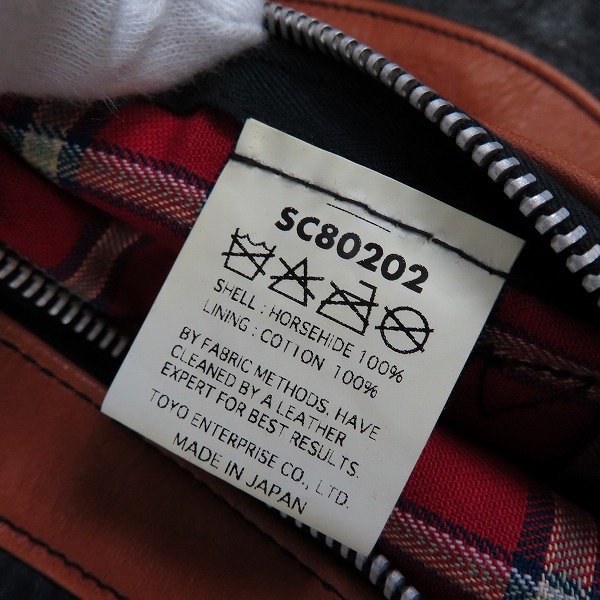 SC80202
SHELL : HORSEHIDE 100%
LINING : COTTON 100%
BY FABRIC METHODS. HAVE
CLEANED BY A LEATHER
EXPERT FOR BEST RESULTS.
TOYO ENTERPRISE CO., LTD.
MADE IN JAPAN